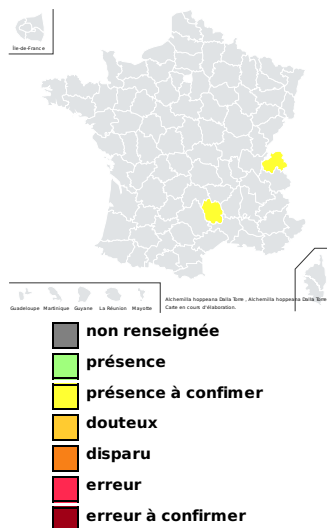 Île-de-France
Guadeloupe Martinique Guyane La Réunion Mayotte
Alchemilla hoppeana Dalla Torre , Alchemilla hoppeana Dalla Torre
Carte en cours d'élaboration.
non renseignée
présence
présence à confimer
douteux
disparu
erreur
erreur à confirmer